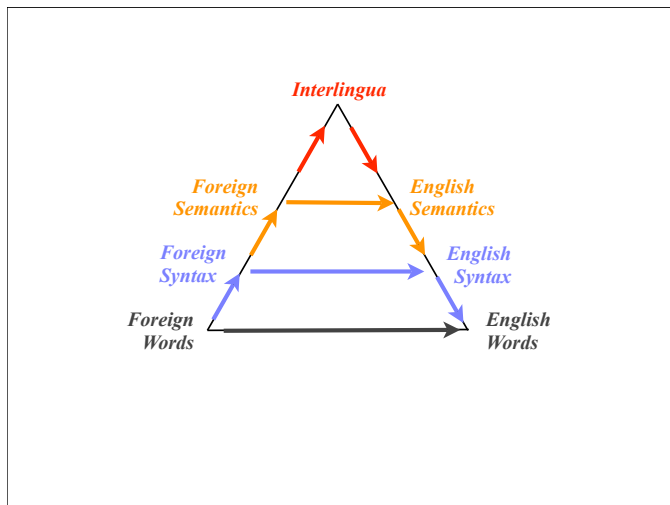 Interlingua
Foreign
Semantics
English
Semantics
Foreign
Syntax
English
Syntax
Foreign
Words
English
Words